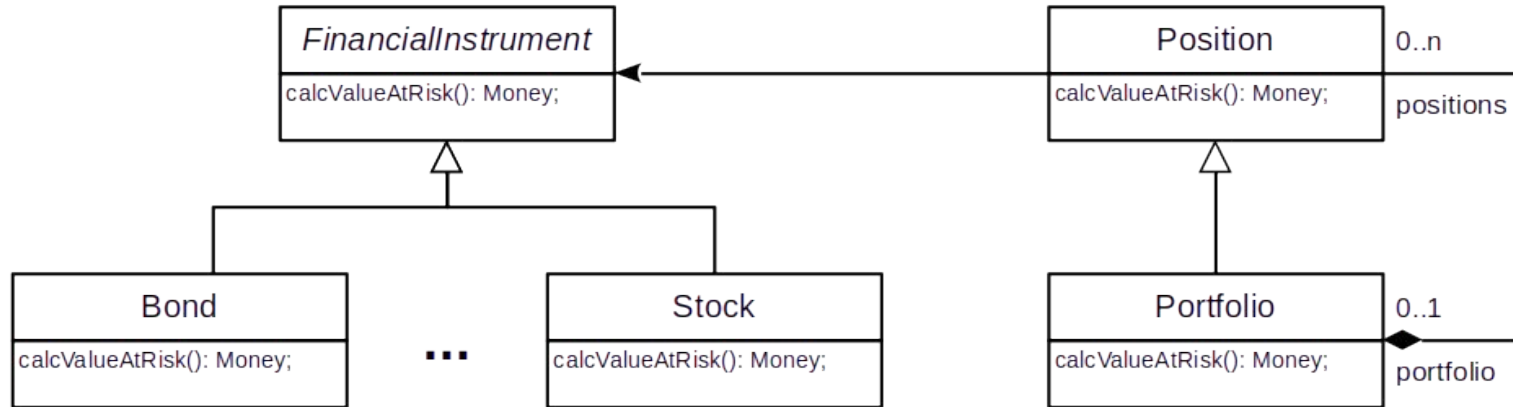 FinancialInstrument
calcValueAtRisk(): Money;
Position
calcValueAtRisk(): Money;
0..n
positions
Bond
calcValueAtRisk(): Money;
...
Stock
calcValueAtRisk(): Money;
Portfolio
calcValueAtRisk(): Money;
0..1
portfolio